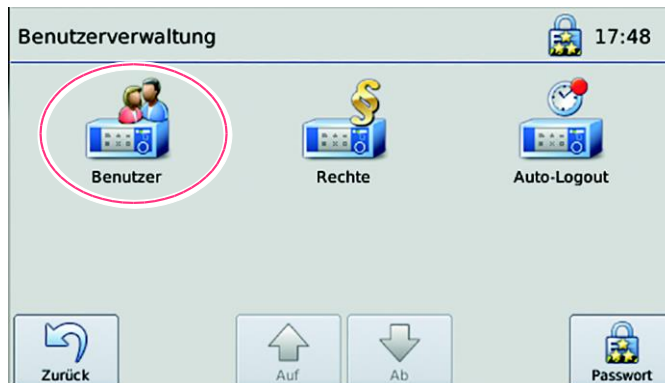 Benutzerverwaltung
17:48
Benutzer
Rechte
Auto-Logout
Zurück
Auf
Ab
Passwort